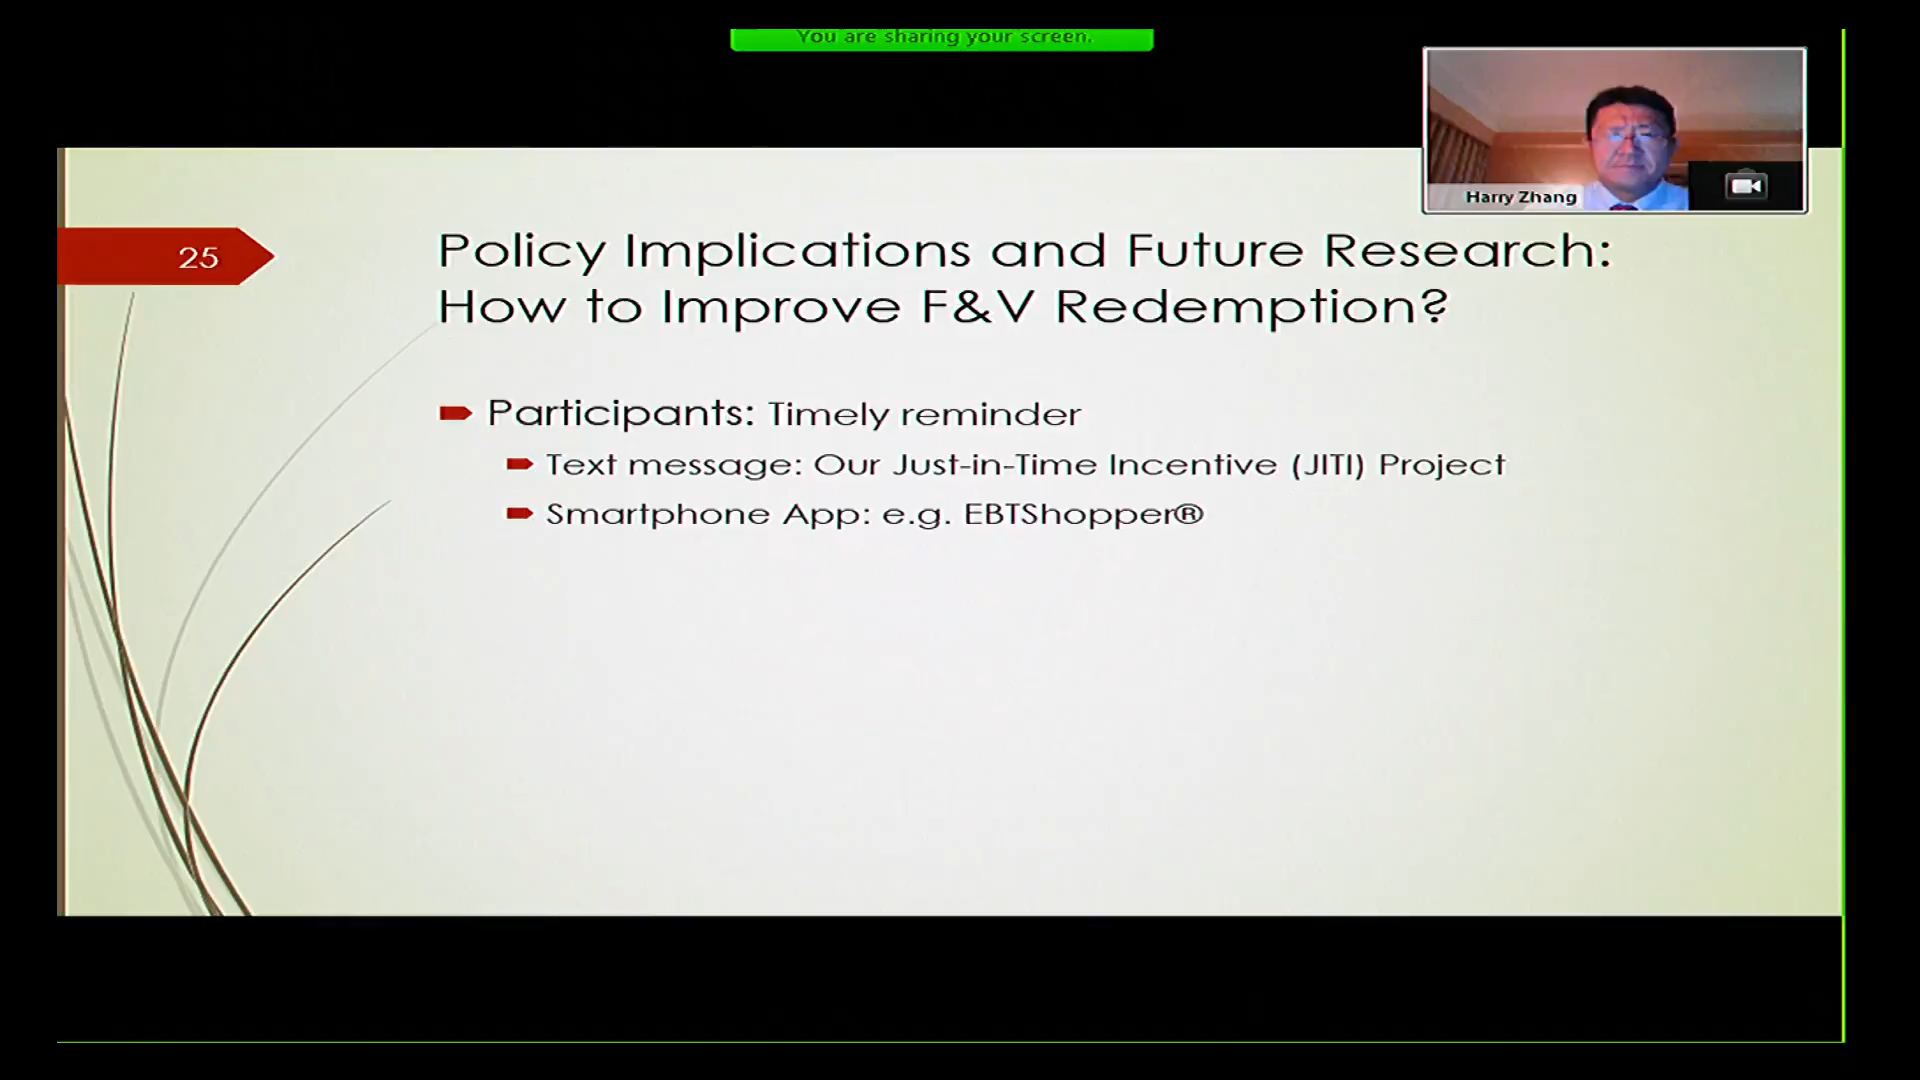 You are sharing your screen.
Harry Zhang
25
Policy Implications and Future Research:
How to Improve F&V Redemption?
Participants: Timely reminder
Text message: Our Just-in-Time Incentive (JITI) Project
Smartphone App: e.g. EBTShopper®